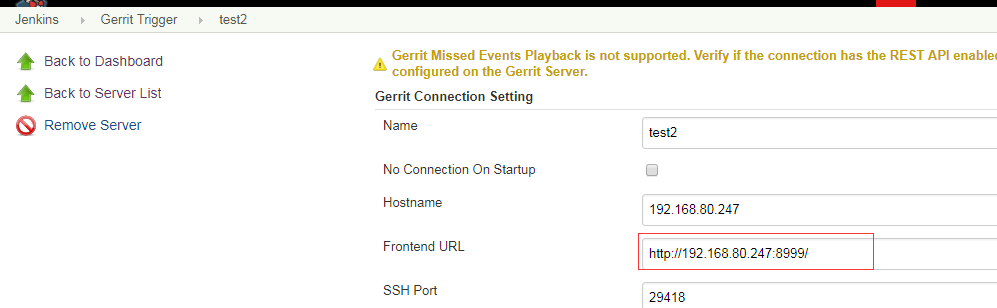 Jenkins Gerrit Trigger test2
Back to Dashboard
Back to Server List
Remove Server
Gerrit Missed Events Playback is not supported. Verify if the connection has the REST API enabled
configured on the Gerrit Server.
Gerrit Connection Setting
Name test2
No Connection On Startup
Hostname 192.168.80.247
Frontend URL http://192.168.80.247:8999/
SSH Port 29418